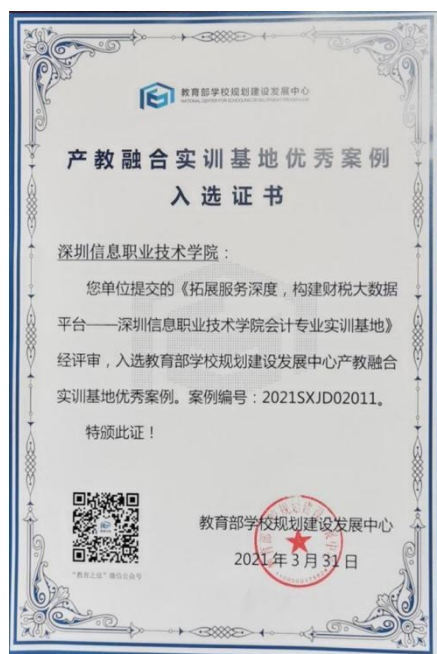 教育部学校规划建设发展中心
产教融合实训基地优秀案例
入选证书
深圳信息职业技术学院：
您单位提交的《拓展服务深度，构建财税大数据
平台——深圳信息职业技术学院会计专业实训基地》
经评审，入选教育部学校规划建设发展中心产教融合
实训基地优秀案例。案例编号：2021SXJD02011。
特颁此证！
教育部学校规划建设发展中心
2021年3月31日
"教育之弦"微信公众号